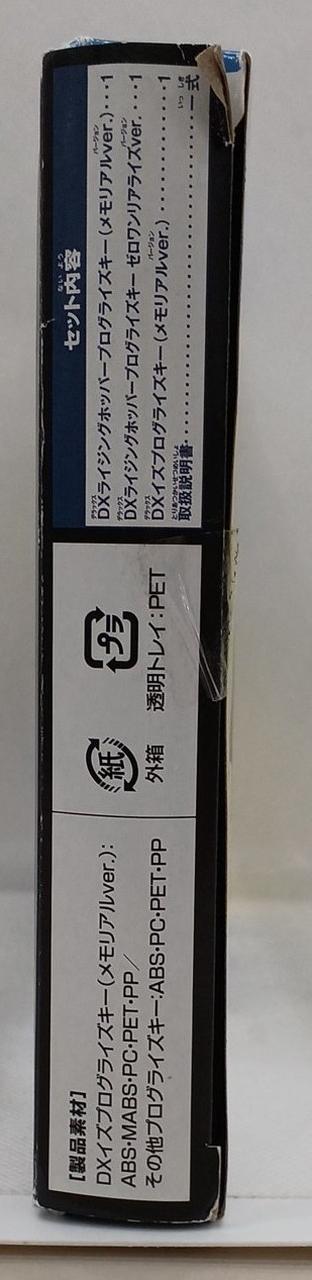 [製品素材]
DXイズプログライズキー(メモリアルver.):
ABS・MABS・PC・PET・PP/
その他プログライズキー:ABS・PC・PET・PP
紙
外箱
プラ
透明トレイ:PET
セット内容
DXライジングホッパープログライズキー(メモリアルver.)…1
DXライジングホッパープログライズキー ゼロワンリアライズver.…1
DXイズプログライズキー(メモリアルver.)…………1
取扱説明書…………………………一式